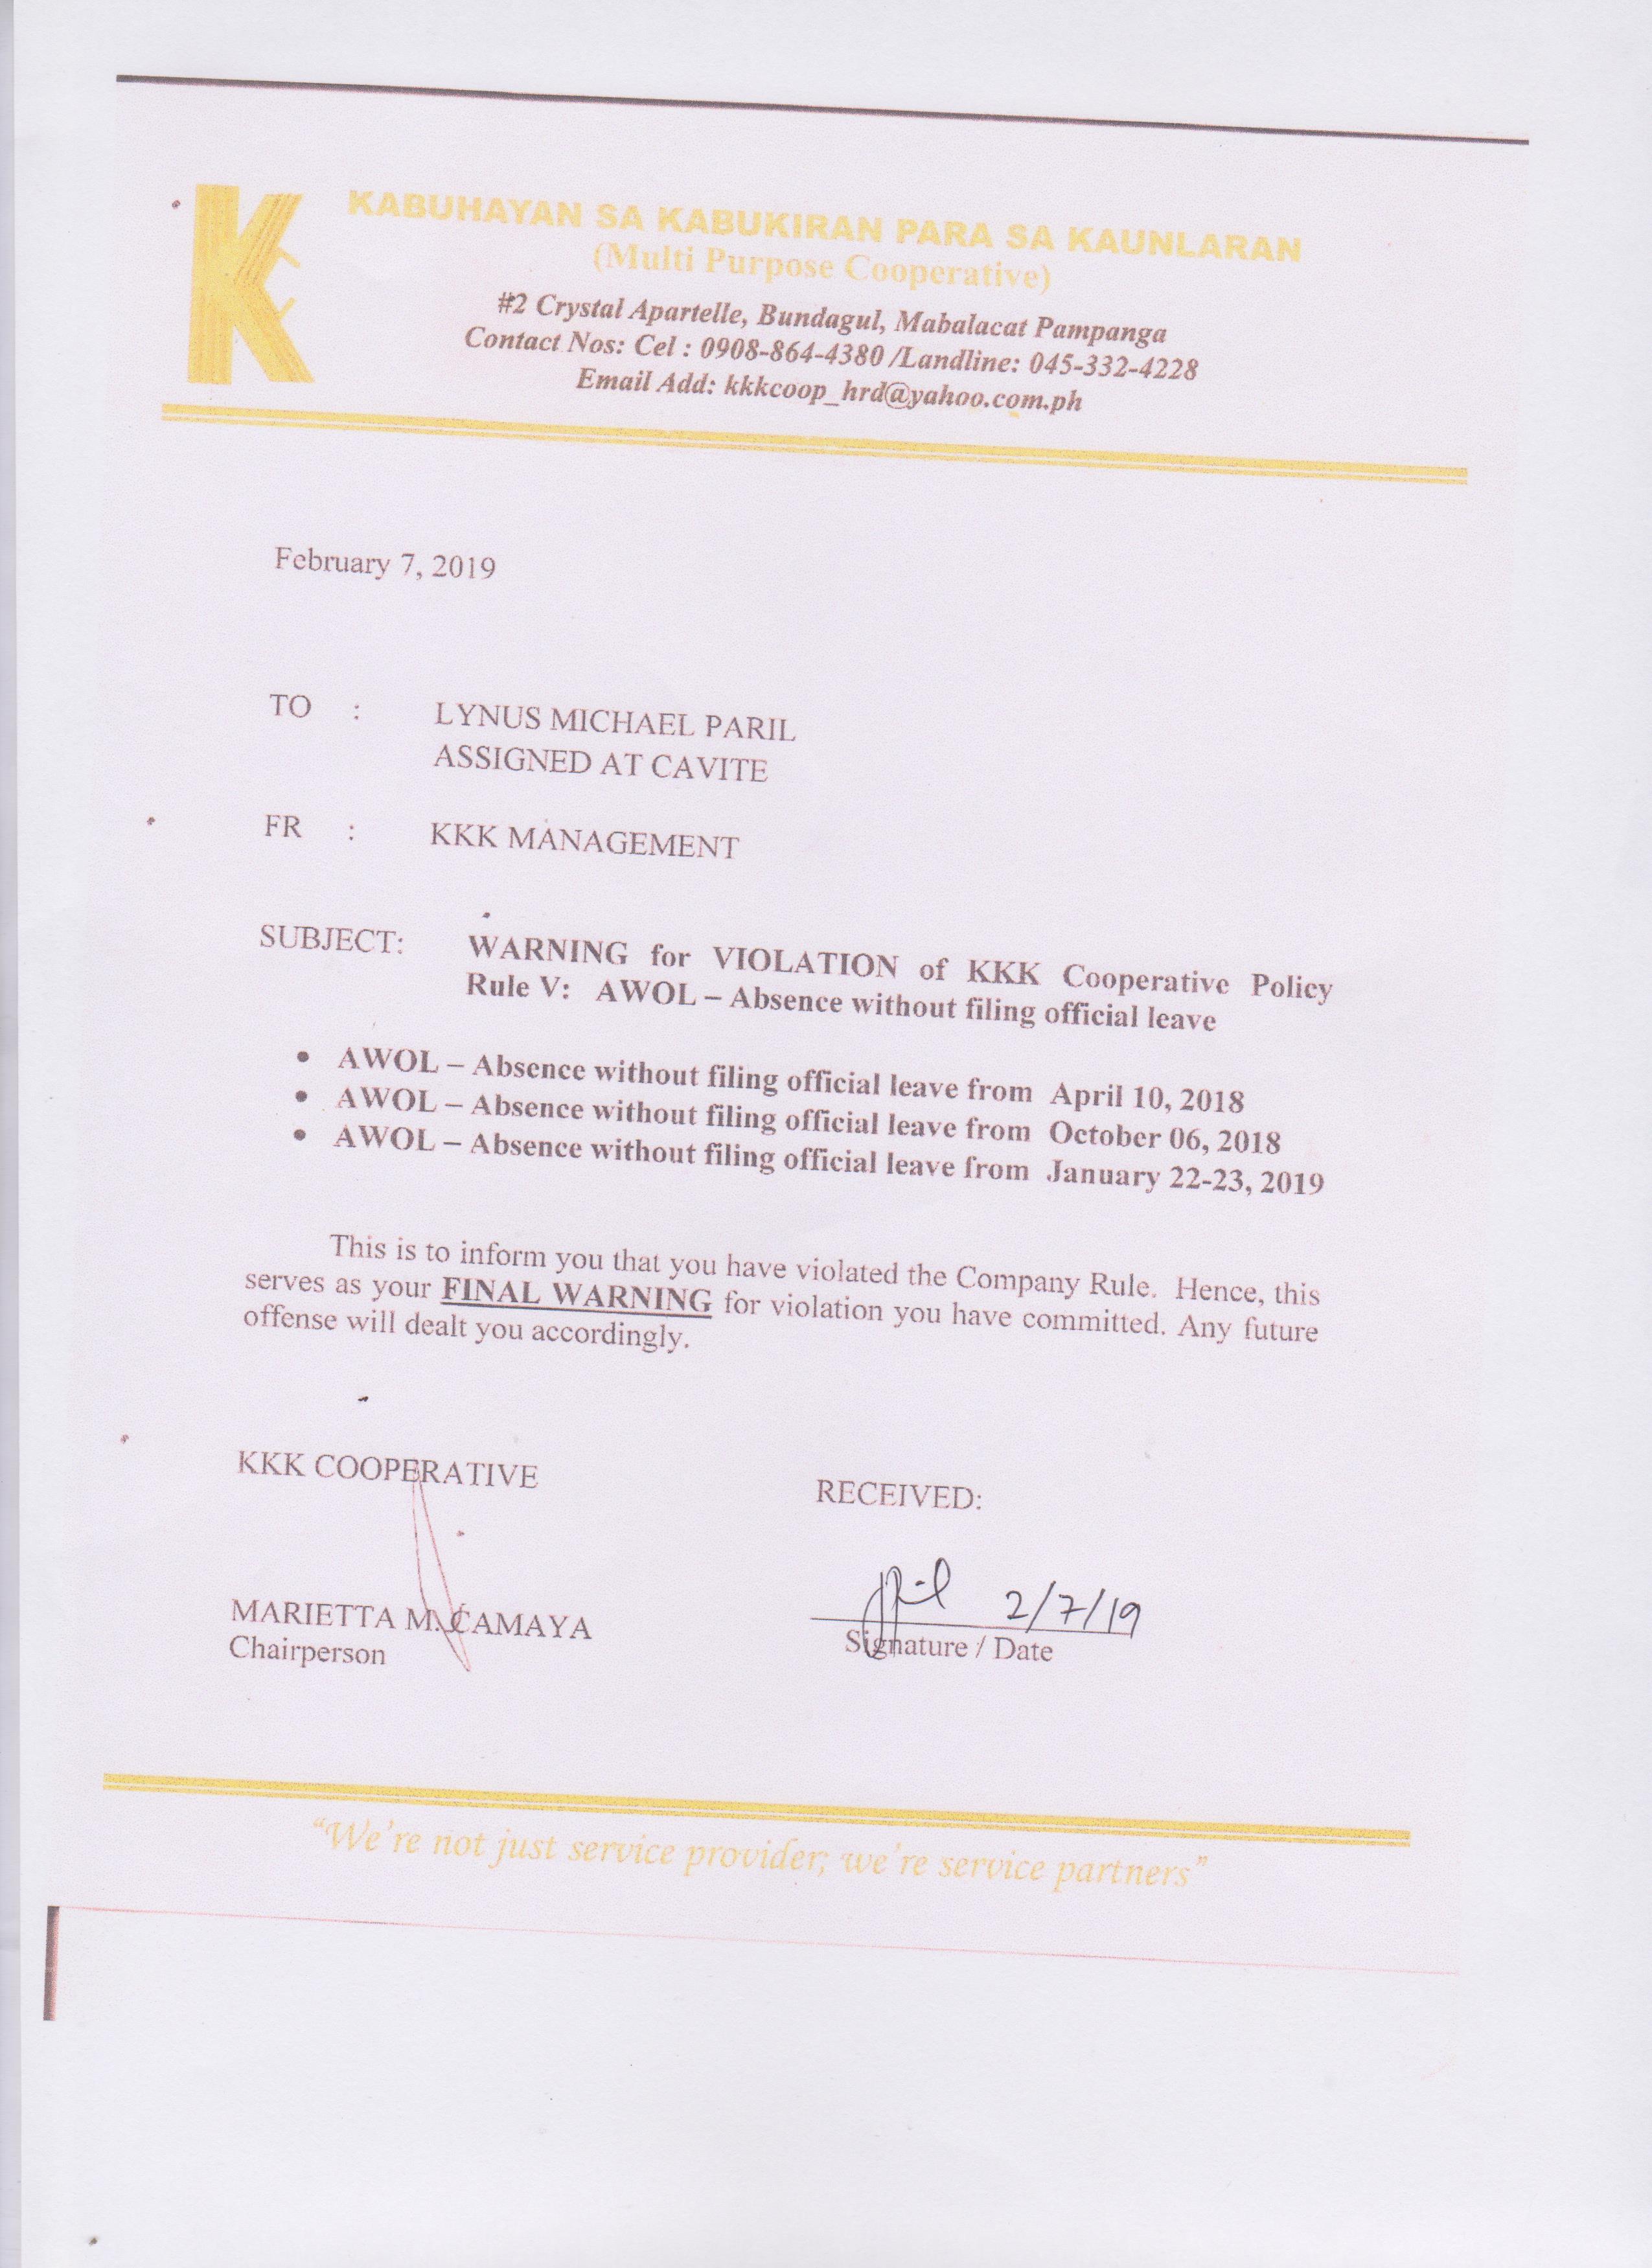 KABUHAYAN SA KABUKIRAN PARA SA KAUNLARAN
(Multi Purpose Cooperative)
#2 Crystal Apartelle, Bundagul, Mabalacat Pampanga
Contact Nos: Cel : 0908-864-4380 /Landline: 045-332-4228
Email Add: kkkcoop_hrd@yahoo.com.ph
February 7, 2019
TO : LYNUS MICHAEL PARIL
ASSIGNED AT CAVITE
FR : KKK MANAGEMENT
SUBJECT: WARNING for VIOLATION of KKK Cooperative Policy
Rule V: AWOL – Absence without filing official leave
• AWOL – Absence without filing official leave from April 10, 2018
• AWOL – Absence without filing official leave from October 06, 2018
• AWOL – Absence without filing official leave from January 22-23, 2019
This is to inform you that you have violated the Company Rule. Hence, this
serves as your FINAL WARNING for violation you have committed. Any future
offense will dealt you accordingly.
KKK COOPERATIVE
RECEIVED:
2/7/19
MARIETTA M. CAMAYA
Chairperson
Signature / Date
“We’re not just service provider; we’re service partners”